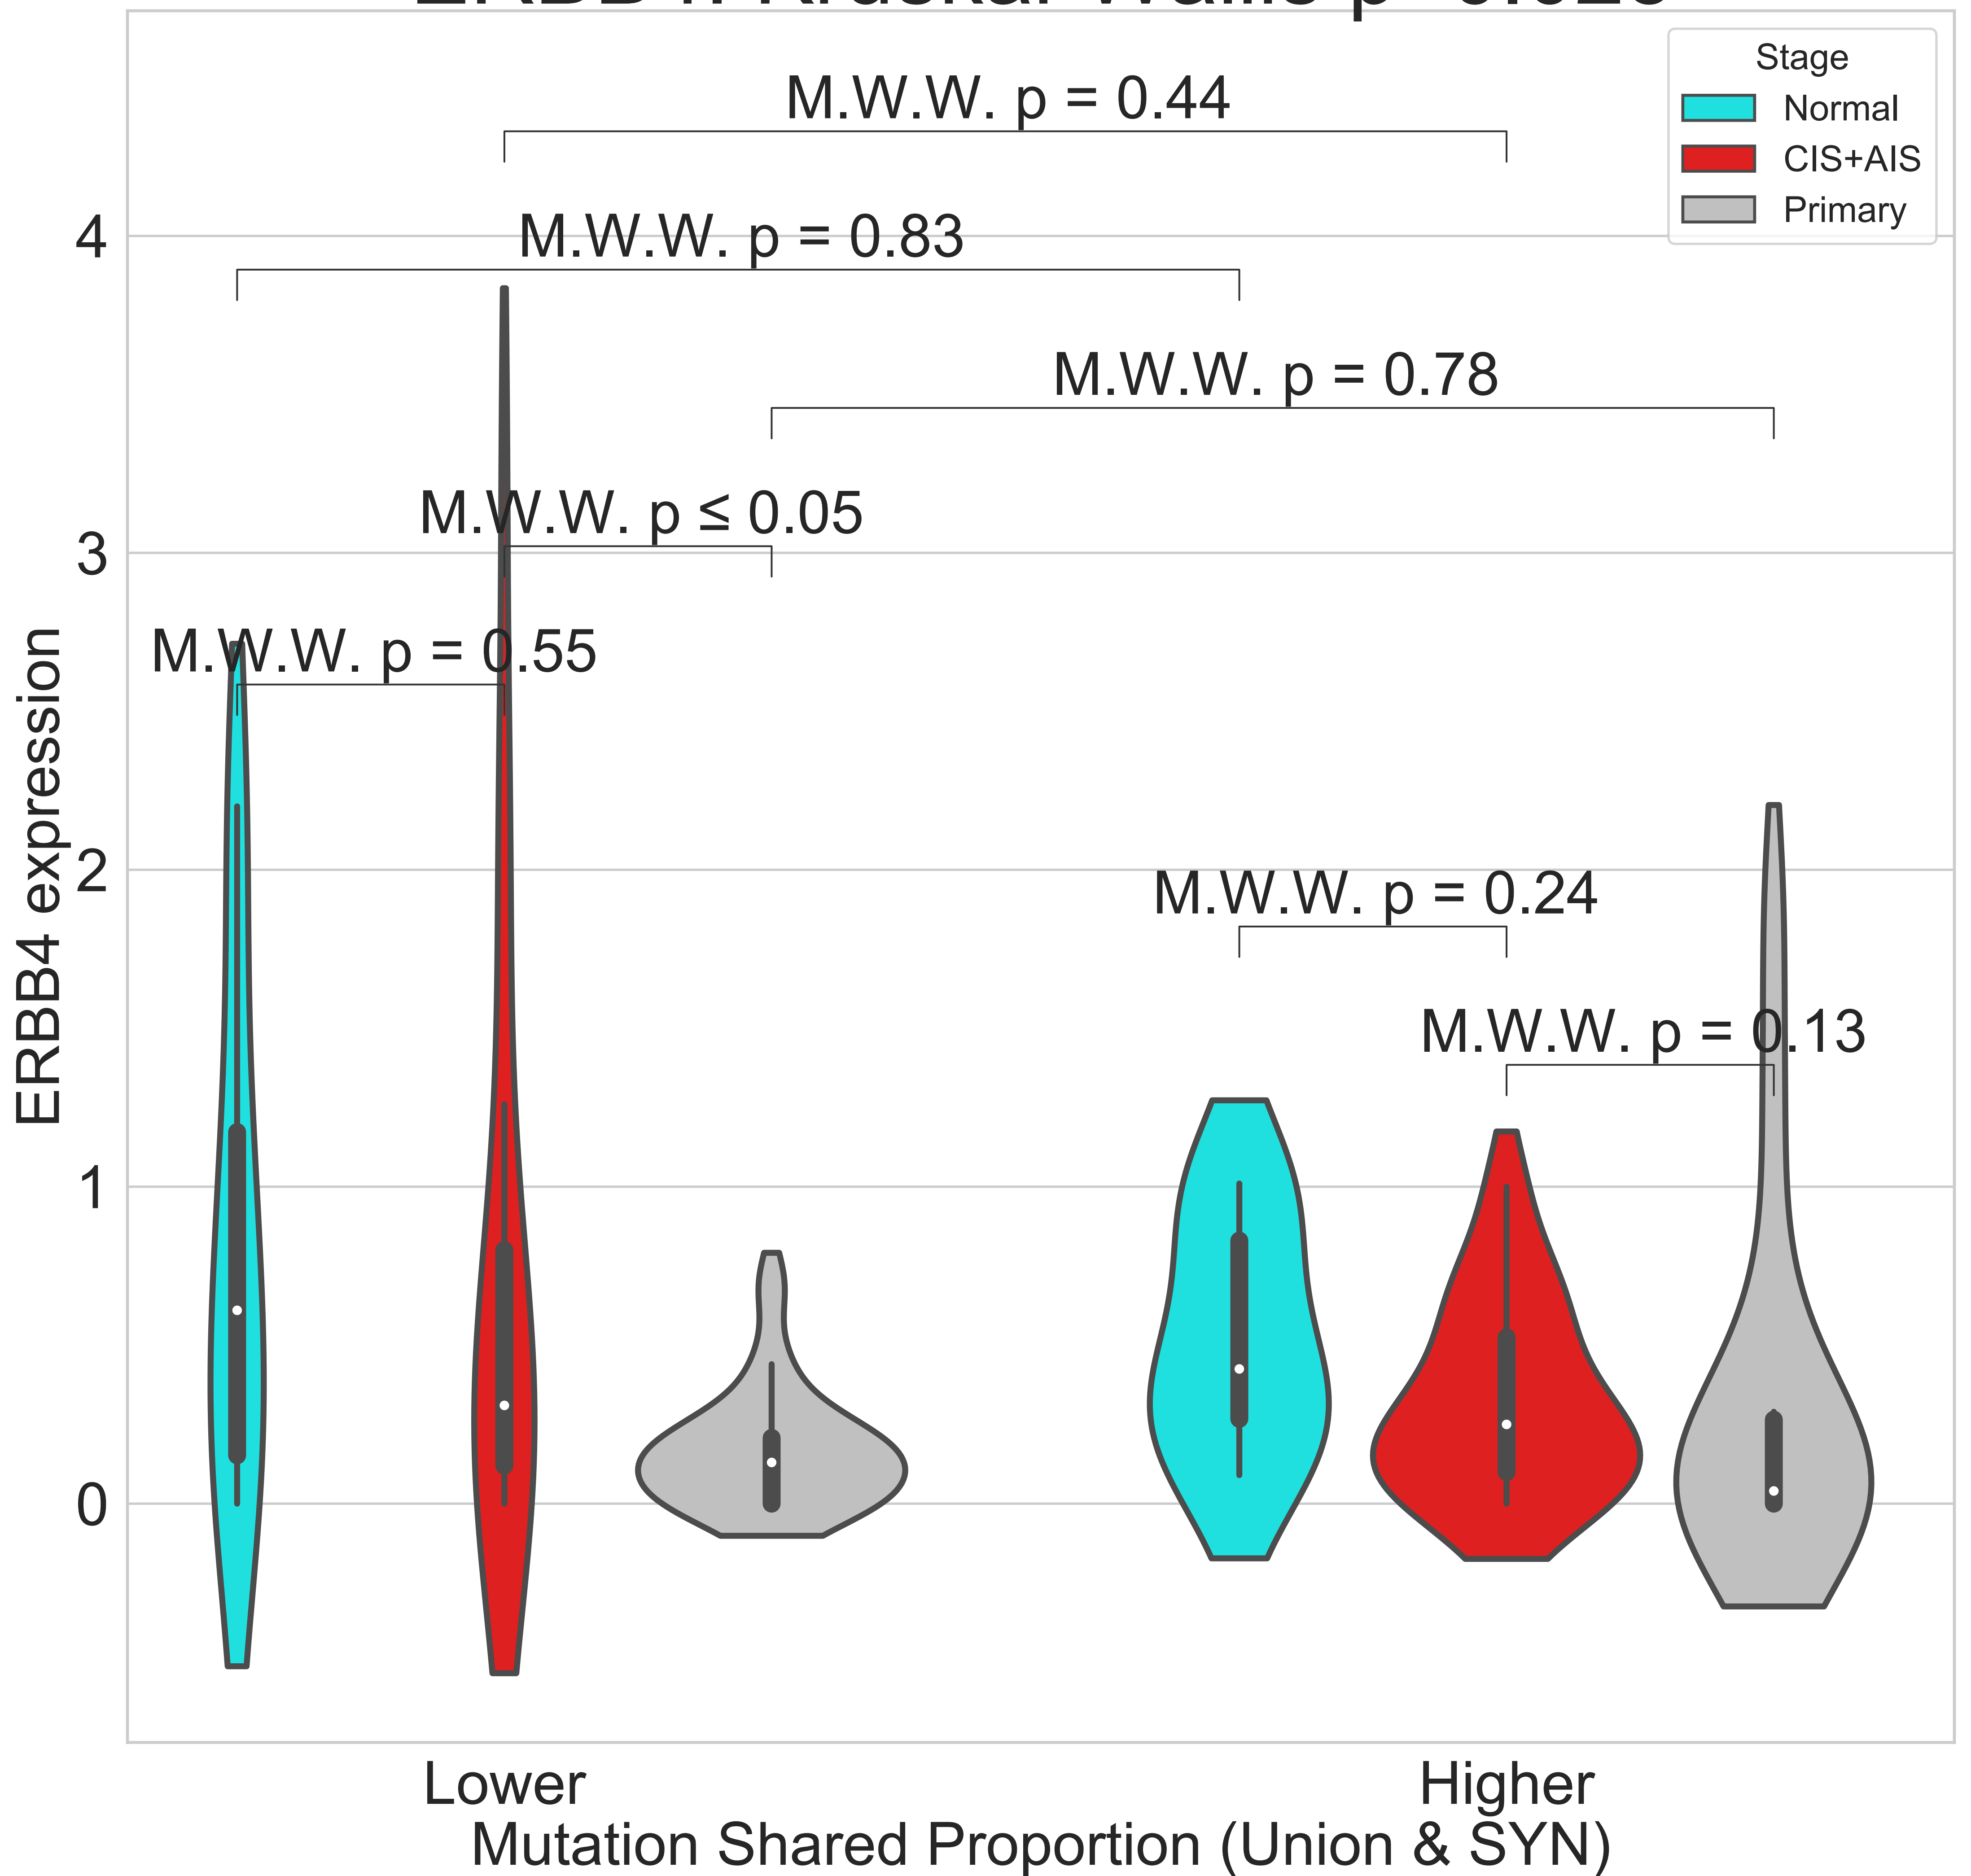 Stage
Normal
CIS+AIS
Primary
M.W.W. p = 0.44
M.W.W. p = 0.83
M.W.W. p = 0.78
M.W.W. p ≤ 0.05
M.W.W. p = 0.55
M.W.W. p = 0.24
M.W.W. p = 0.13
ERBB4 expression
4
3
2
1
0
Lower
Higher
Mutation Shared Proportion (Union & SYN)